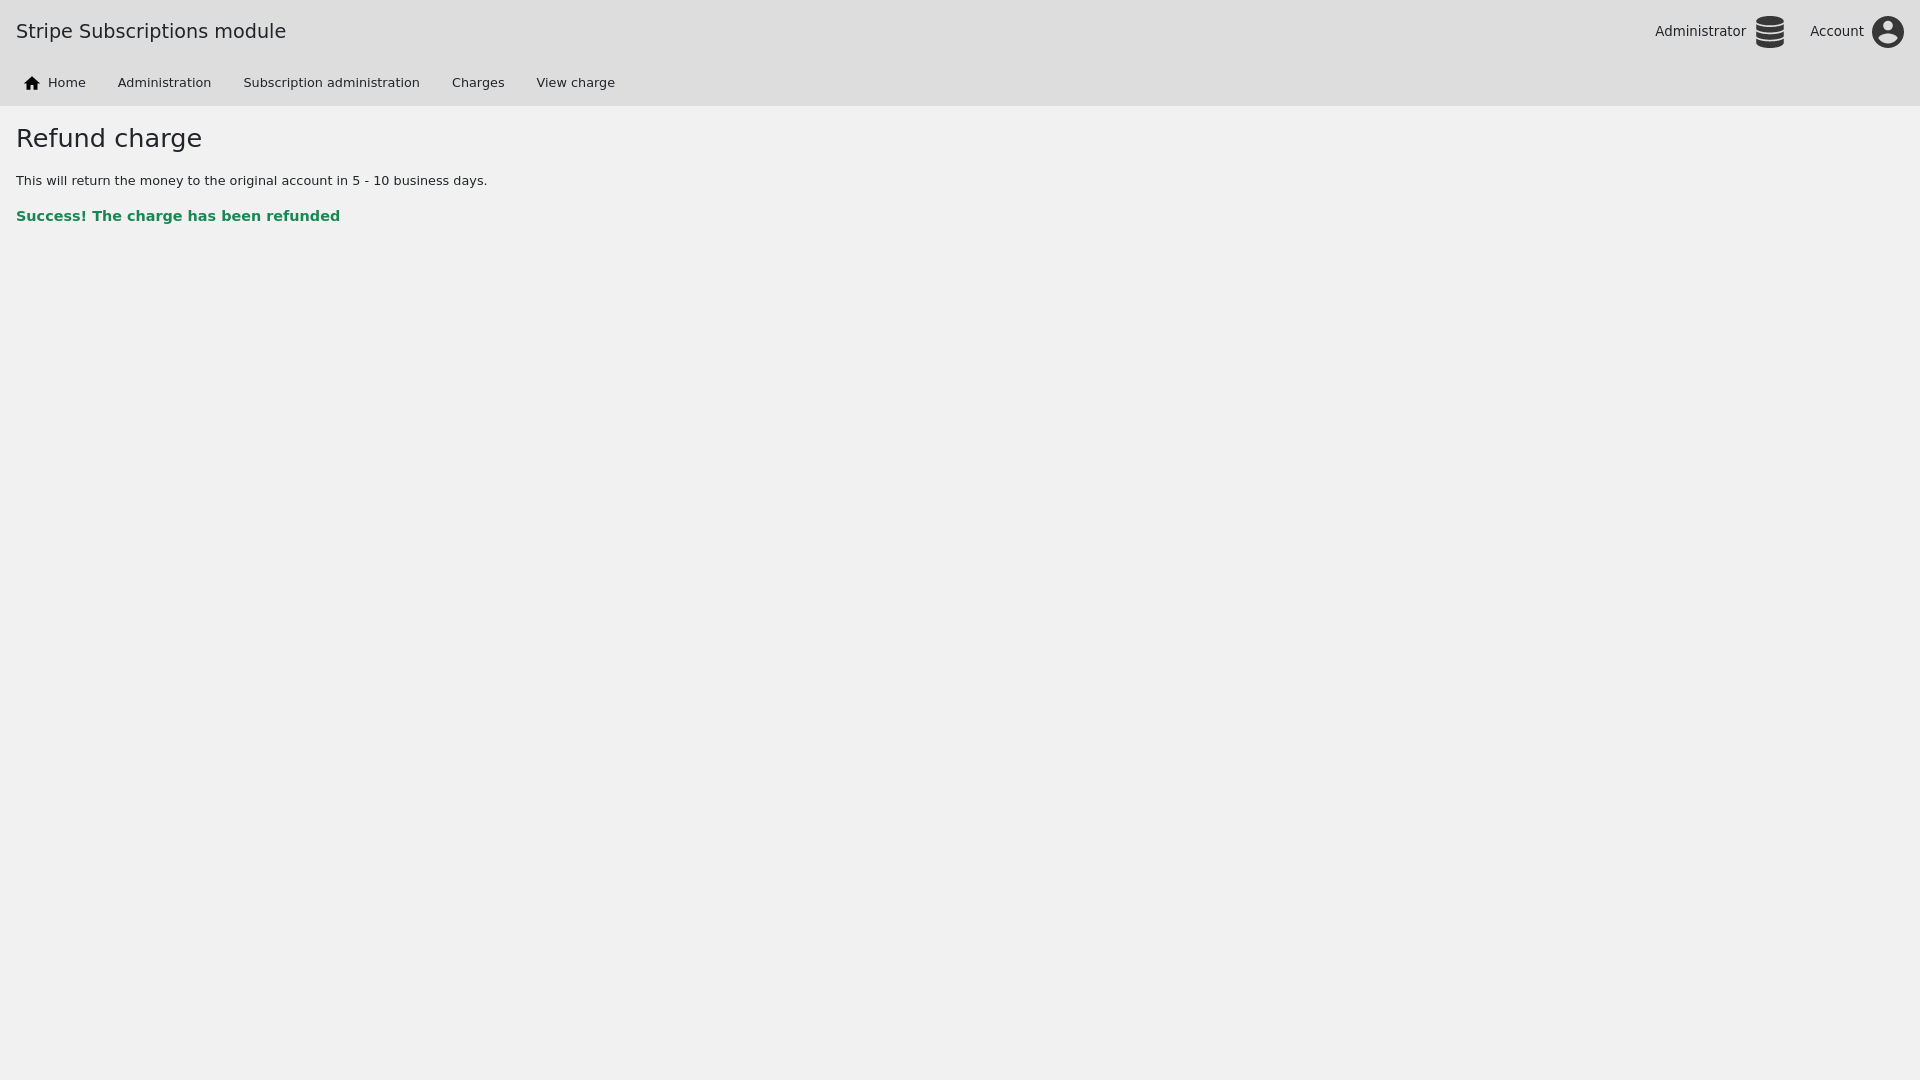 Stripe Subscriptions module
Administrator
Account
Home
Administration
Subscription administration
Charges
View charge
Refund charge
This will return the money to the original account in 5 - 10 business days.
Success! The charge has been refunded